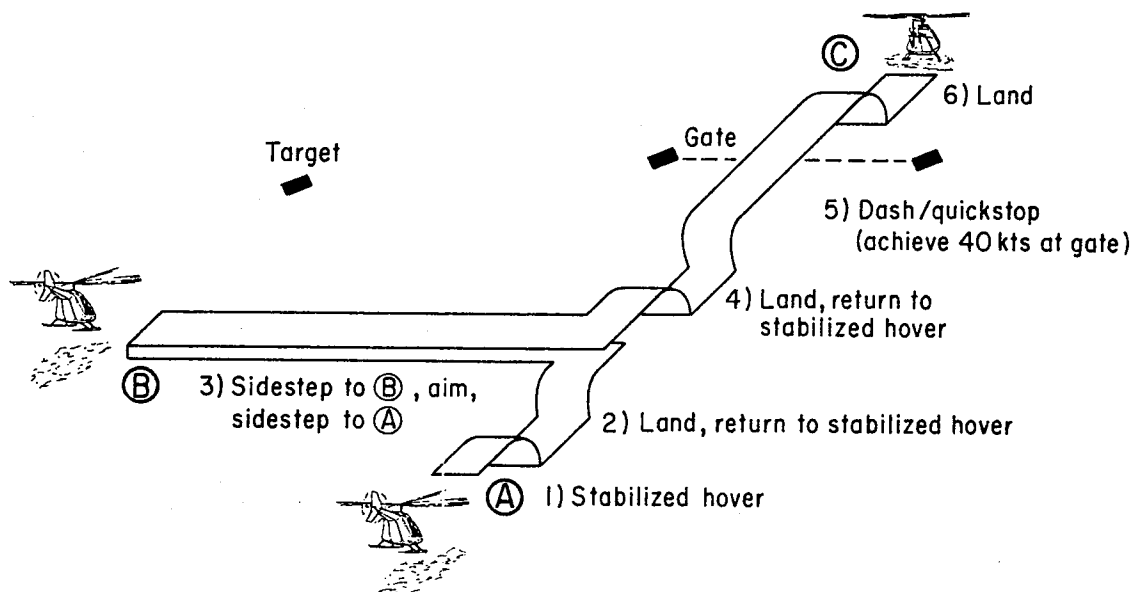 Ⓒ
6) Land
Gate
Target
5) Dash/quickstop
(achieve 40 kts at gate)
4) Land, return to
stabilized hover
Ⓑ
3) Sidestep to Ⓑ, aim,
sidestep to Ⓐ
2) Land, return to stabilized hover
Ⓐ
1) Stabilized hover